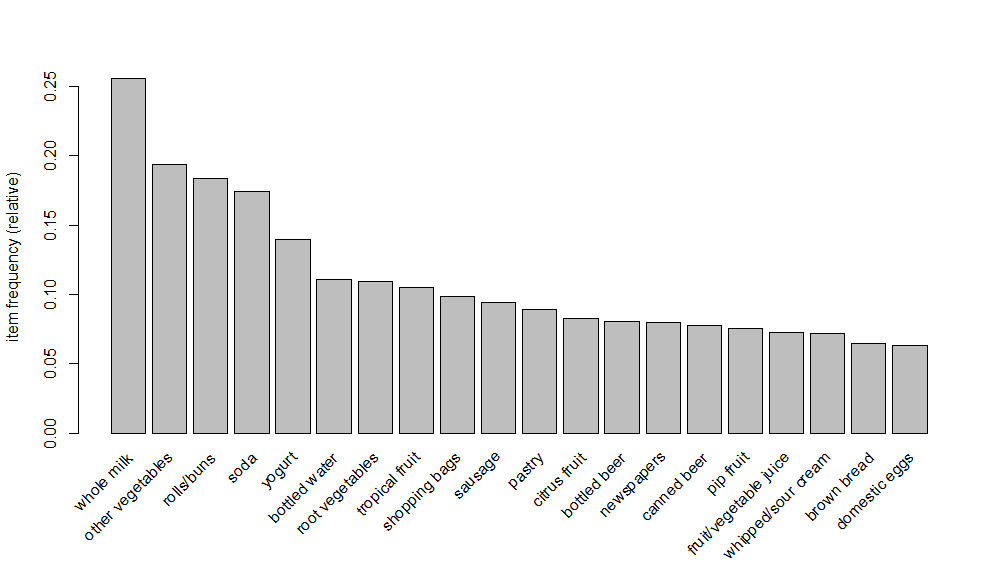 item frequency (relative)
0.25
0.20
0.15
0.10
0.05
0.00
whole milk
other vegetables
rolls/buns
soda
yogurt
bottled water
root vegetables
tropical fruit
shopping bags
sausage
pastry
citrus fruit
bottled beer
newspapers
canned beer
pip fruit
fruit/vegetable juice
whipped/sour cream
brown bread
domestic eggs